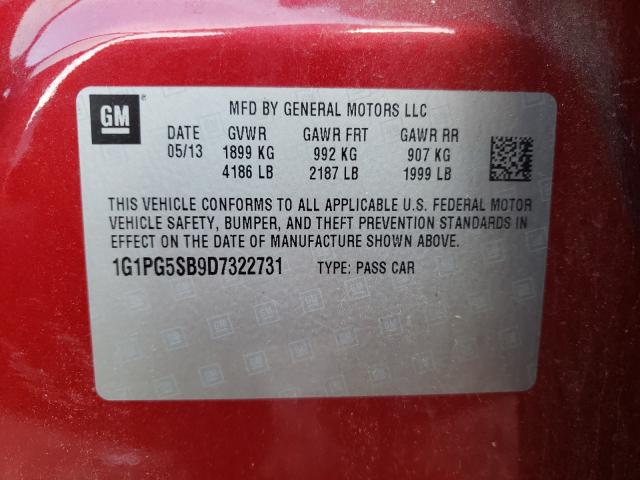 GM ®
MFD BY GENERAL MOTORS LLC
DATE GVWR GAWR FRT GAWR RR
05/13 1899 KG 992 KG 907 KG
4186 LB 2187 LB 1999 LB
THIS VEHICLE CONFORMS TO ALL APPLICABLE U.S. FEDERAL MOTOR
VEHICLE SAFETY, BUMPER, AND THEFT PREVENTION STANDARDS IN
EFFECT ON THE DATE OF MANUFACTURE SHOWN ABOVE.
1G1PG5SB9D7322731 TYPE: PASS CAR